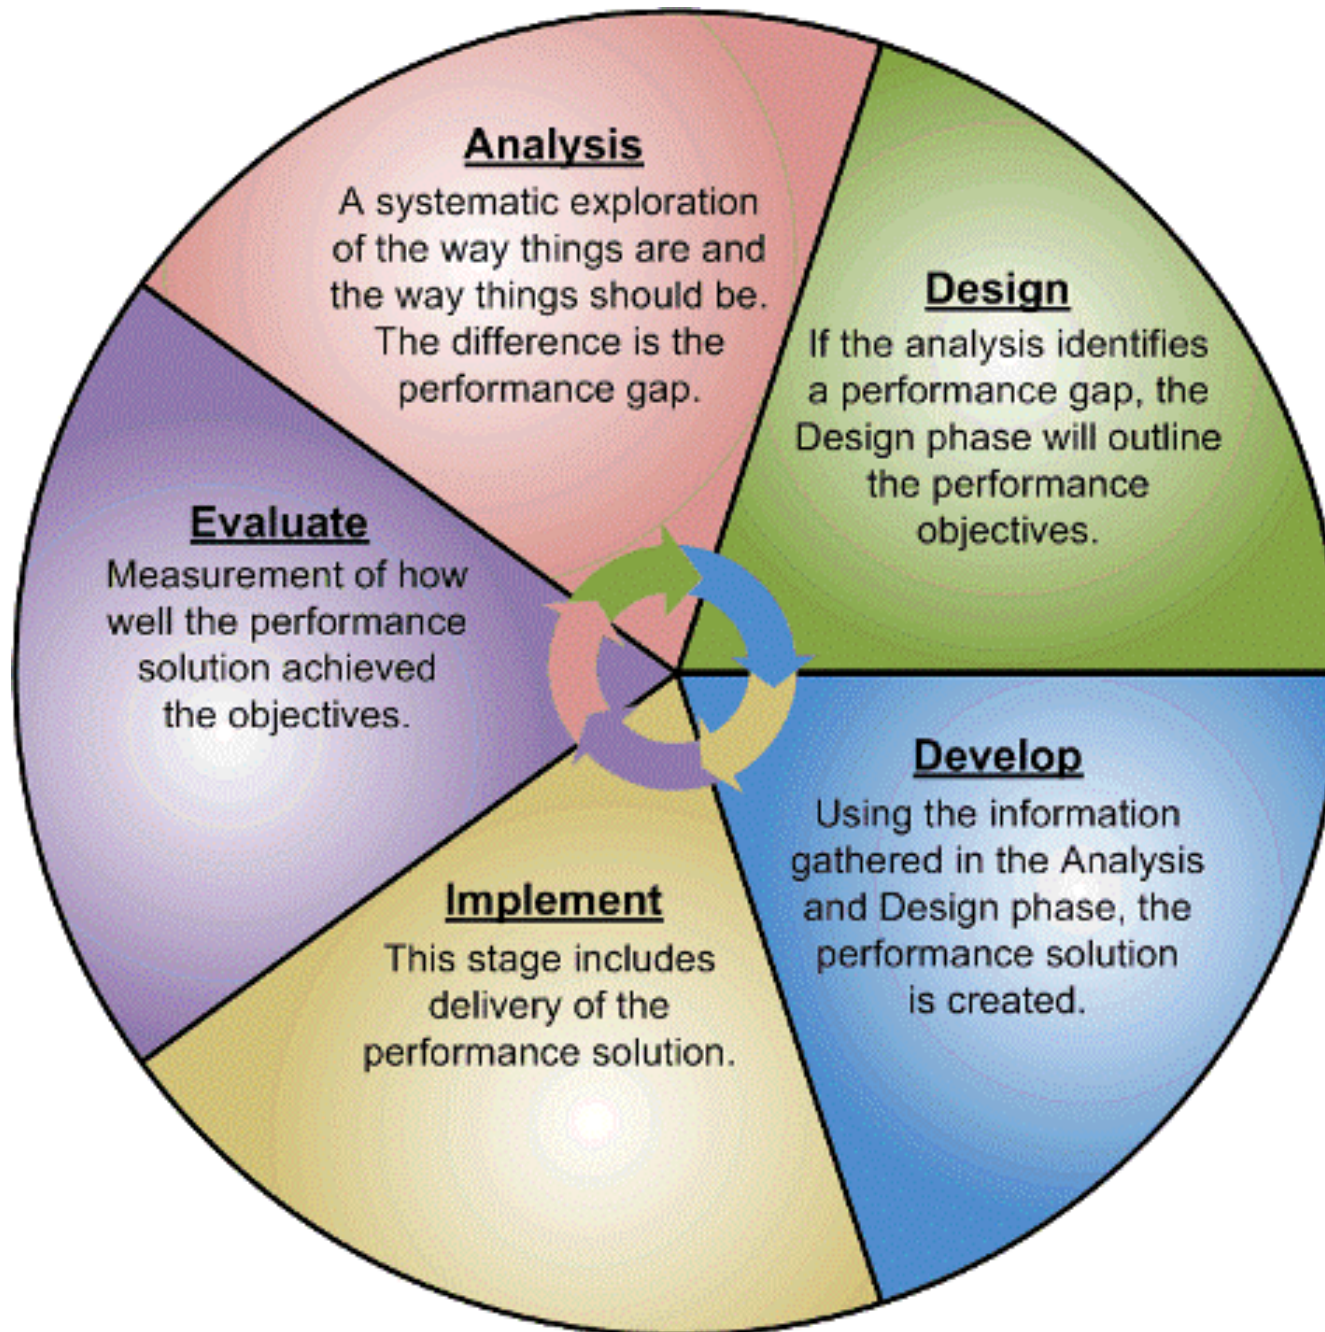 Analysis
A systematic exploration
of the way things are and
the way things should be.
The difference is the
performance gap.
Design
If the analysis identifies
a performance gap, the
Design phase will outline
the performance
objectives.
Develop
Using the information
gathered in the Analysis
and Design phase, the
performance solution
is created.
Implement
This stage includes
delivery of the
performance solution.
Evaluate
Measurement of how
well the performance
solution achieved
the objectives.